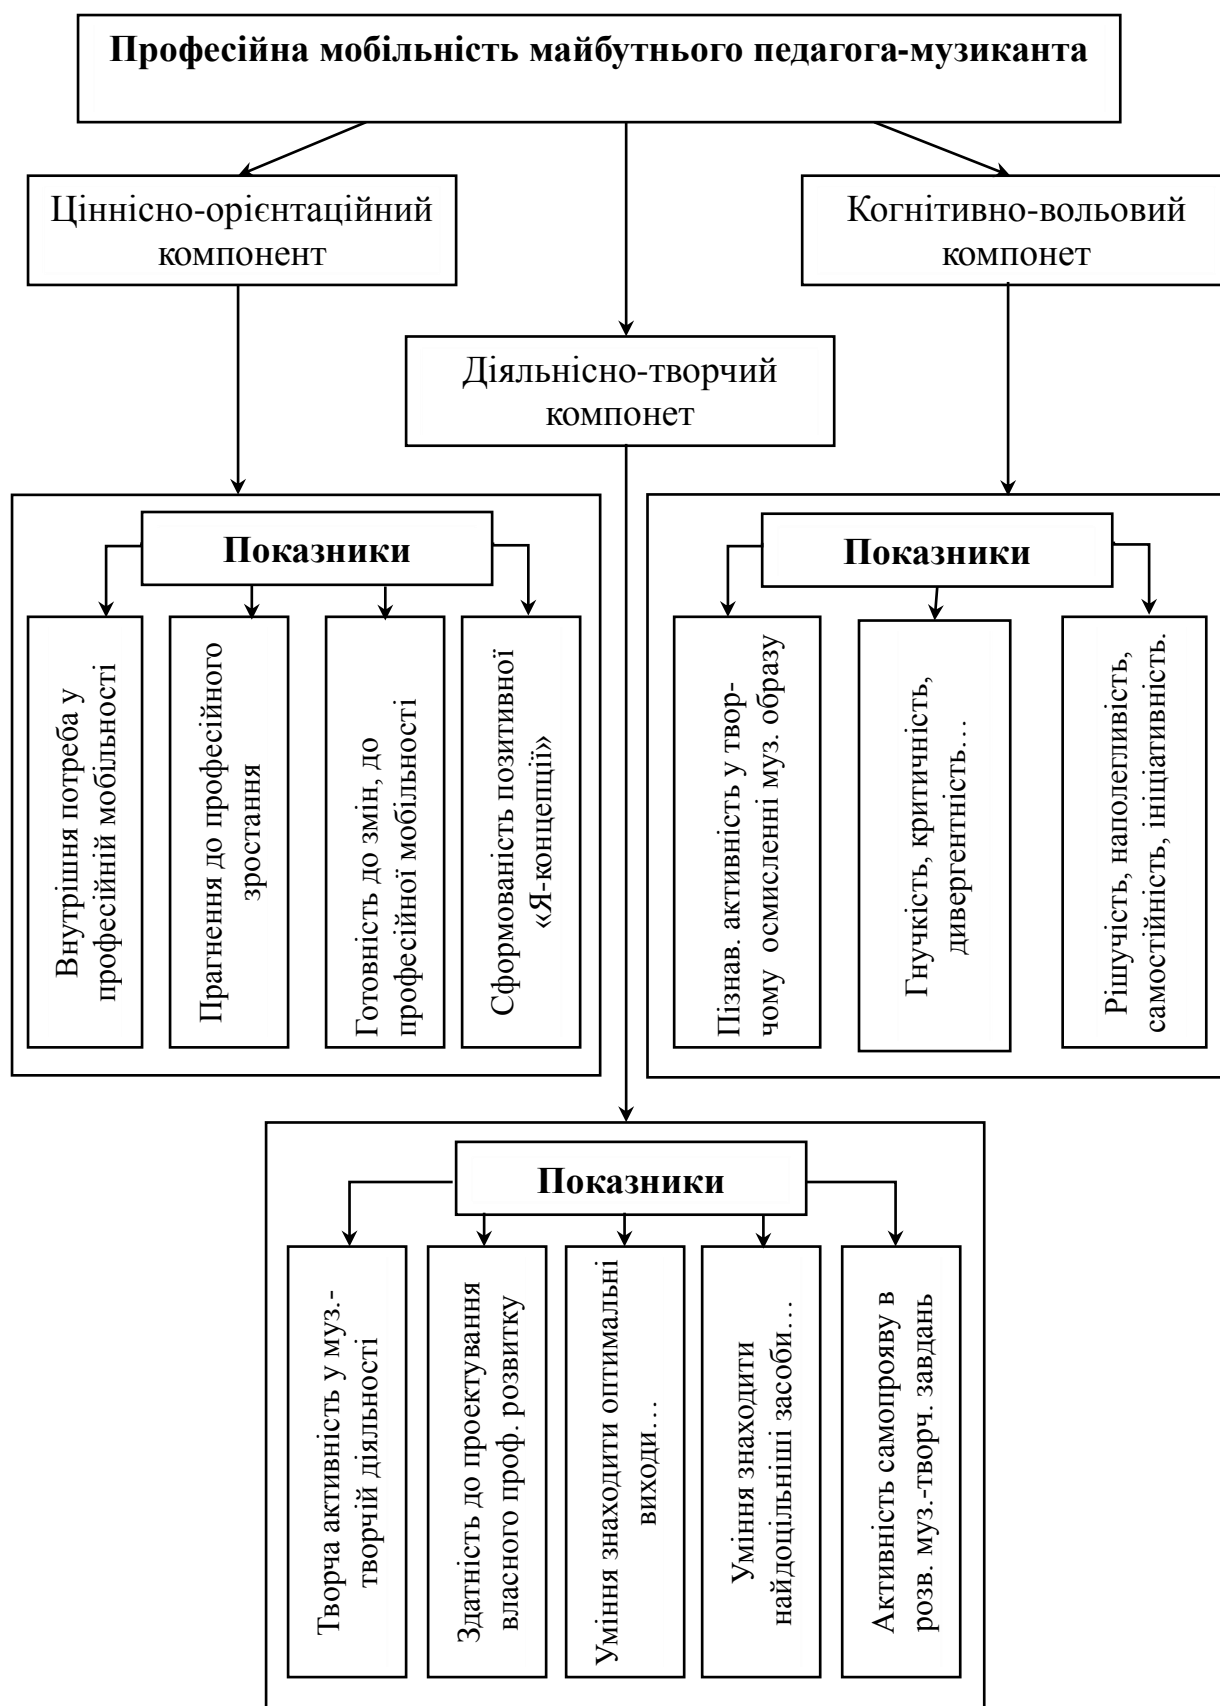 Професійна мобільність майбутнього педагога-музиканта
Ціннісно-орієнтаційний
компонент
Когнітивно-вольовий
компонет
Діяльнісно-творчий
компонет
Показники
Внутрішня потреба у
професійній мобільності
Прагнення до професійного
зростання
Готовність до змін, до
професійної мобільності
Сформованість позитивної
«Я-концепції»
Показники
Пізнав. активність у твор-
чому осмисленні муз. образу
Гнучкість, критичність,
дивергентність…
Рішучість, наполегливість,
самостійність, ініціативність.
Показники
Творча активність у муз.-
творчій діяльності
Здатність до проектування
власного проф. розвитку
Уміння знаходити оптимальні
виходи…
Уміння знаходити
найдоцільніші засоби…
Активність самопрояву в
розв. муз.-творч. завдань